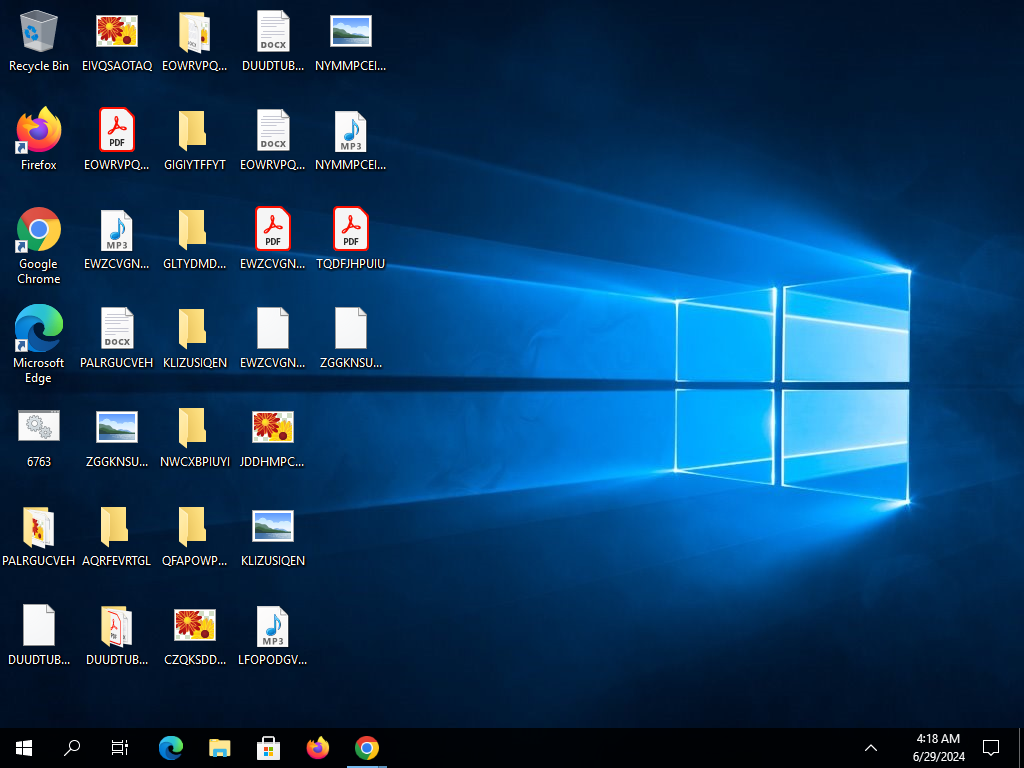 Recycle Bin
EIVQSAOTAQ
EOWRVPQ...
DUUDTUB...
NYMMPCEI...
Firefox
EOWRVPQ...
GIGIYTFFYT
EOWRVPQ...
NYMMPCEI...
Google
Chrome
EWZCVGN...
GLTYDMD...
EWZCVGN...
TQDFJHPUIU
Microsoft
Edge
PALRGUCVEH
KLIZUSIQEN
EWZCVGN...
ZGGKNSU...
6763
ZGGKNSU...
NWCXBPIUYI
JDDHMPC...
PALRGUCVEH
AQRFEVRTGL
QFAPOWP...
KLIZUSIQEN
DUUDTUB...
DUUDTUB...
CZQKSDD...
LFOPODGV...
DOCX
PDF
DOCX
MP3
MP3
PDF
PDF
DOCX
PDF
MP3
4:18 AM
6/29/2024